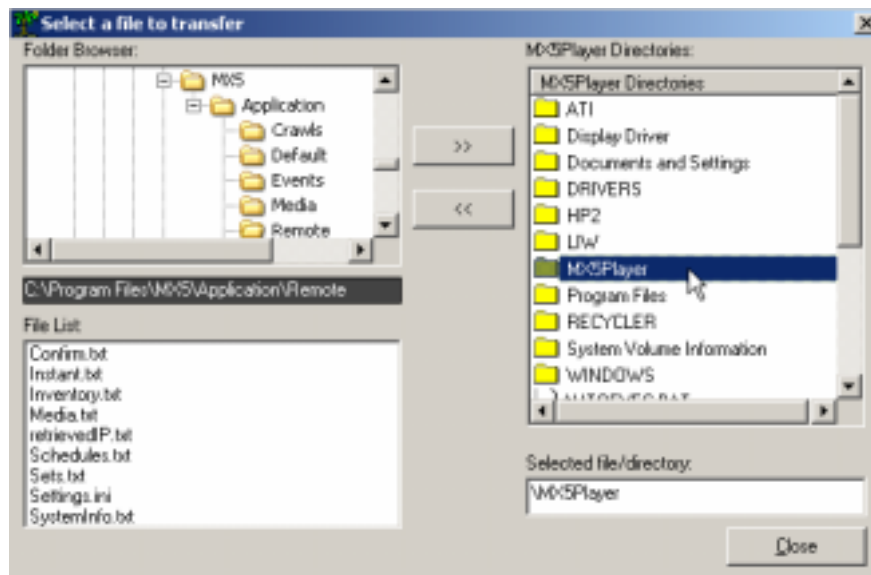 Select a file to transfer
Folder Browser:
MX5
Application
Crawls
Default
Events
Media
Remote
C:\Program Files\MX5\Application\Remote
File List:
Confirm.txt
Instant.txt
Inventory.txt
Media.txt
retrievedIP.txt
Schedules.txt
Sets.txt
Settings.ini
SystemInfo.txt
>>
<<
MX5Player Directories:
MX5Player Directories
ATI
Display Driver
Documents and Settings
DRIVERS
HP2
MX5Player
Program Files
RECYCLER
System Volume Information
WINDOWS
AUTOEXEC.BAT
Selected file/directory:
\MX5Player
Close